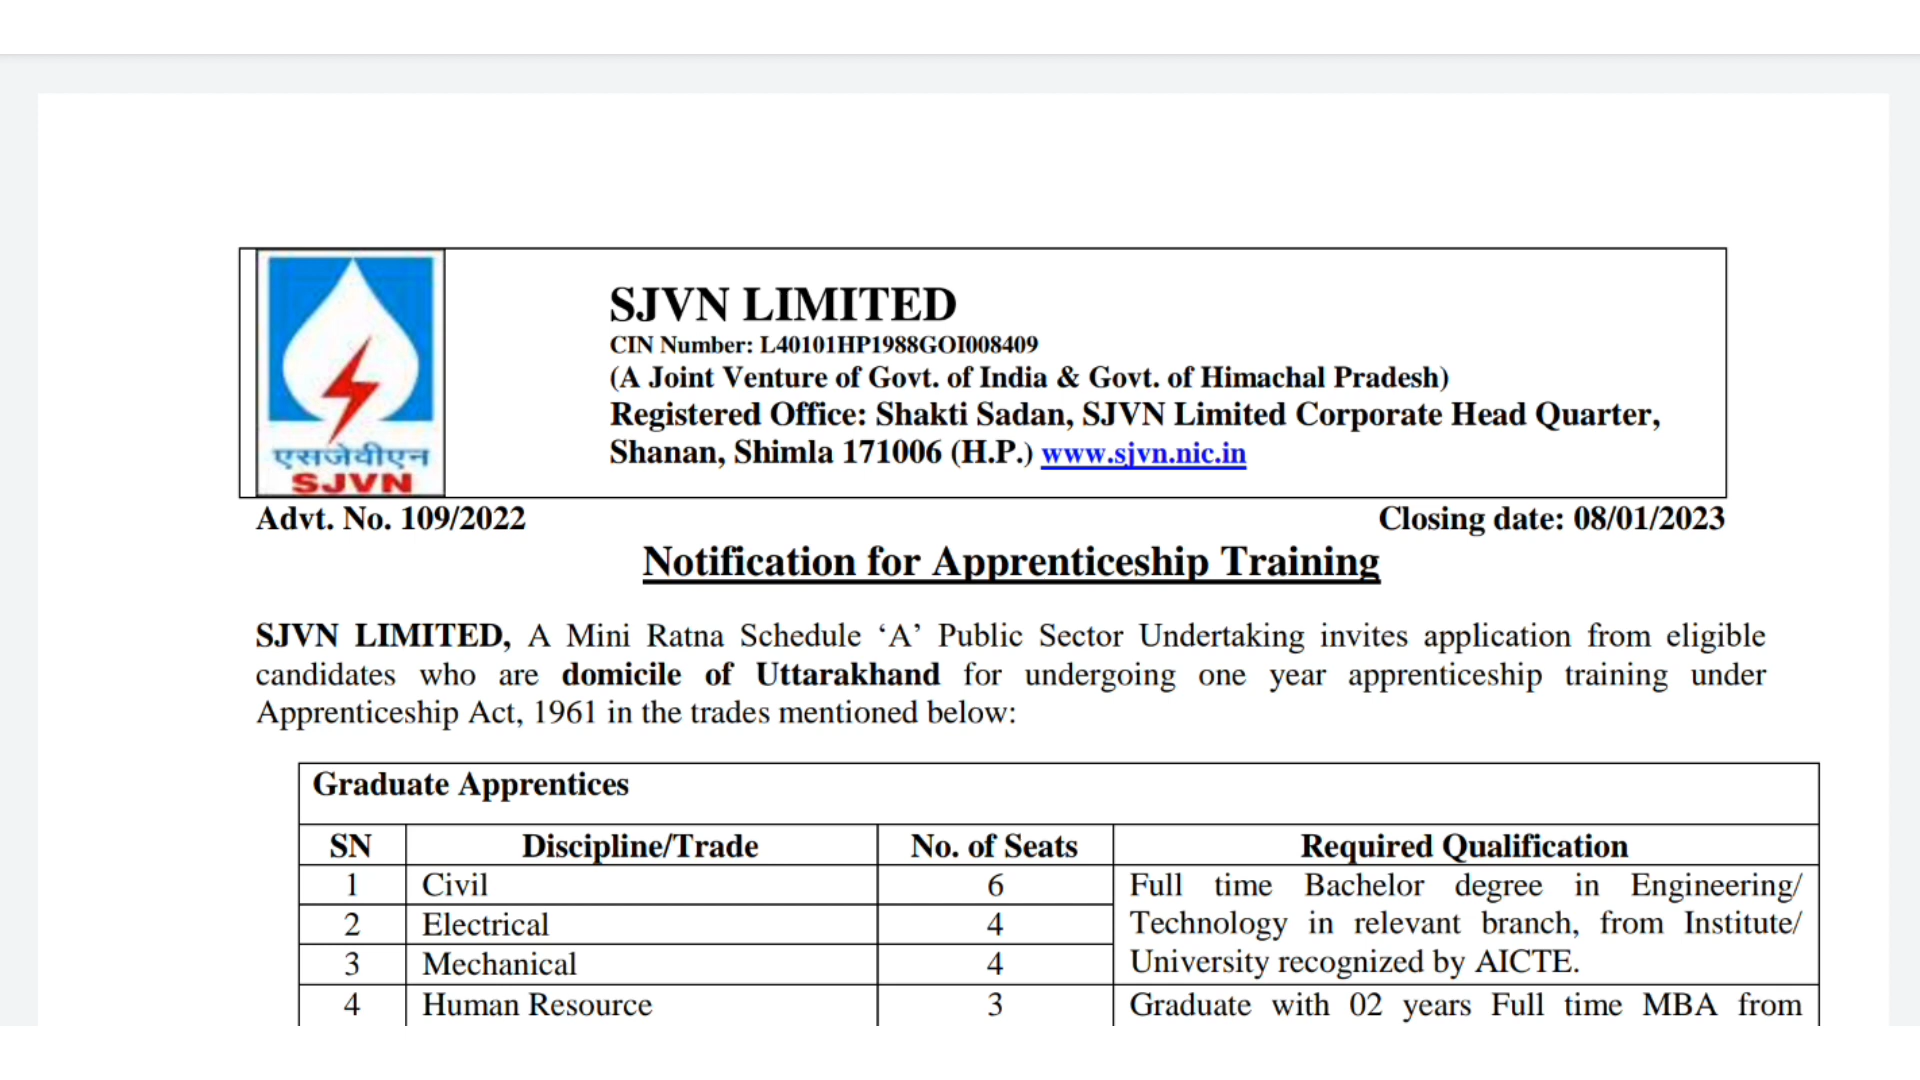 एसजेवीएन
SJVN
SJVN LIMITED
CIN Number: L40101HP1988GOI008409
(A Joint Venture of Govt. of India & Govt. of Himachal Pradesh)
Registered Office: Shakti Sadan, SJVN Limited Corporate Head Quarter,
Shanan, Shimla 171006 (H.P.) www.sjvn.nic.in
Advt. No. 109/2022 Closing date: 08/01/2023
Notification for Apprenticeship Training
SJVN LIMITED, A Mini Ratna Schedule ‘A’ Public Sector Undertaking invites application from eligible
candidates who are domicile of Uttarakhand for undergoing one year apprenticeship training under
Apprenticeship Act, 1961 in the trades mentioned below:
Graduate Apprentices
SN Discipline/Trade No. of Seats Required Qualification
1 Civil 6 Full time Bachelor degree in Engineering/
2 Electrical 4 Technology in relevant branch, from Institute/
3 Mechanical 4 University recognized by AICTE.
4 Human Resource 3 Graduate with 02 years Full time MBA from